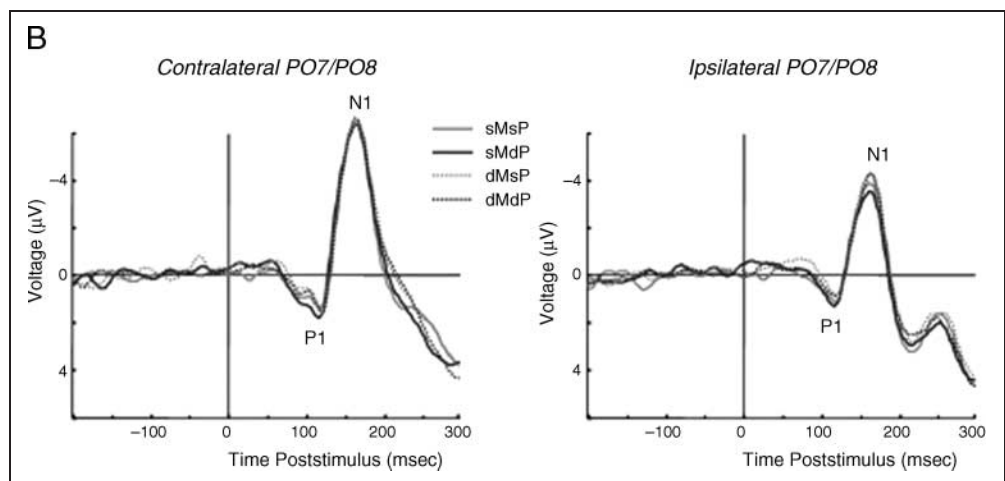 B
Contralateral PO7/PO8
Ipsilateral PO7/PO8
N1
sMsP
sMdP
dMsP
dMdP
N1
–4
0
4
Voltage (μV)
P1
–100
0
100
200
300
Time Poststimulus (msec)
–4
0
4
Voltage (μV)
P1
–100
0
100
200
300
Time Poststimulus (msec)